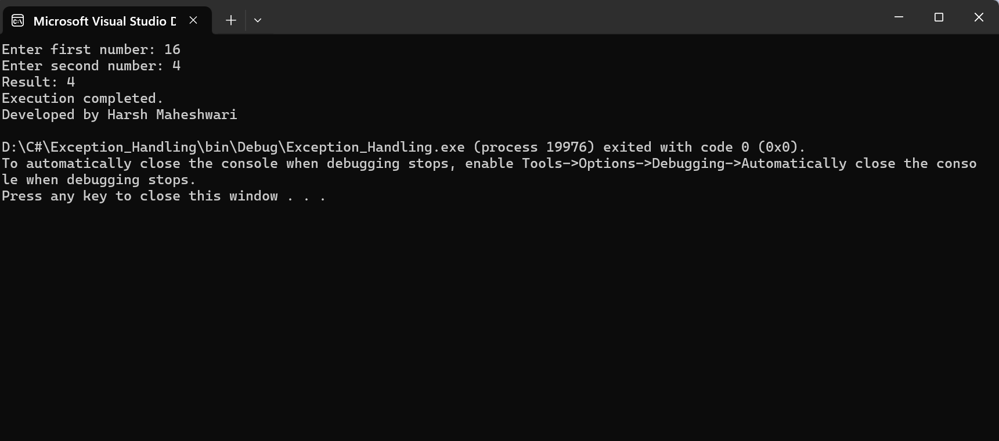 Microsoft Visual Studio D
Enter first number: 16
Enter second number: 4
Result: 4
Execution completed.
Developed by Harsh Maheshwari
D:\C#\Exception_Handling\bin\Debug\Exception_Handling.exe (process 19976) exited with code 0 (0x0).
To automatically close the console when debugging stops, enable Tools->Options->Debugging->Automatically close the conso
le when debugging stops.
Press any key to close this window . . .